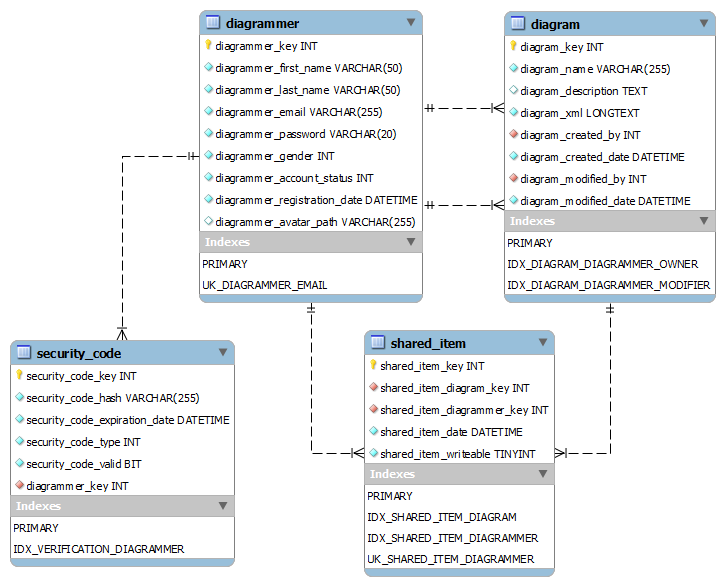 diagrammer
diagrammer_key INT
diagrammer_first_name VARCHAR(50)
diagrammer_last_name VARCHAR(50)
diagrammer_email VARCHAR(255)
diagrammer_password VARCHAR(20)
diagrammer_gender INT
diagrammer_account_status INT
diagrammer_registration_date DATETIME
diagrammer_avatar_path VARCHAR(255)
Indexes
PRIMARY
UK_DIAGRAMMER_EMAIL
diagram
diagram_key INT
diagram_name VARCHAR(255)
diagram_description TEXT
diagram_xml LONGTEXT
diagram_created_by INT
diagram_created_date DATETIME
diagram_modified_by INT
diagram_modified_date DATETIME
Indexes
PRIMARY
IDX_DIAGRAM_DIAGRAMMER_OWNER
IDX_DIAGRAM_DIAGRAMMER_MODIFIER
security_code
security_code_key INT
security_code_hash VARCHAR(255)
security_code_expiration_date DATETIME
security_code_type INT
security_code_valid BIT
diagrammer_key INT
Indexes
PRIMARY
IDX_VERIFICATION_DIAGRAMMER
shared_item
shared_item_key INT
shared_item_diagram_key INT
shared_item_diagrammer_key INT
shared_item_date DATETIME
shared_item_writeable TINYINT
Indexes
PRIMARY
IDX_SHARED_ITEM_DIAGRAM
IDX_SHARED_ITEM_DIAGRAMMER
UK_SHARED_ITEM_DIAGRAMMER